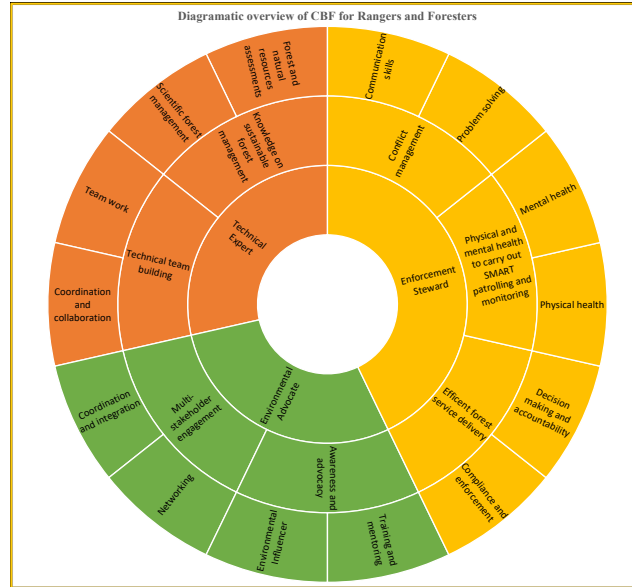 Diagramatic overview of CBF for Rangers and Foresters
Communication
skills
Problem solving
Mental health
Physical health
Decision
making and
accountability
Compliance and
enforcement
Training and
mentoring
Environmental
Influencer
Networking
Coordination
and integration
Coordination
and
collaboration
Team work
Scientific forest
management
Forest and
natural
resources
assessments
Conflict
management
Physical and
mental health
to carry out
SMART
patrolling and
monitoring
Efficent forest
service delivery
Awareness and
advocacy
Multi-
stakeholder
engagement
Technical team
building
Knowledge on
sustainable
forest
management
Enforcement
Steward
Environmental
Advocate
Technical
Expert